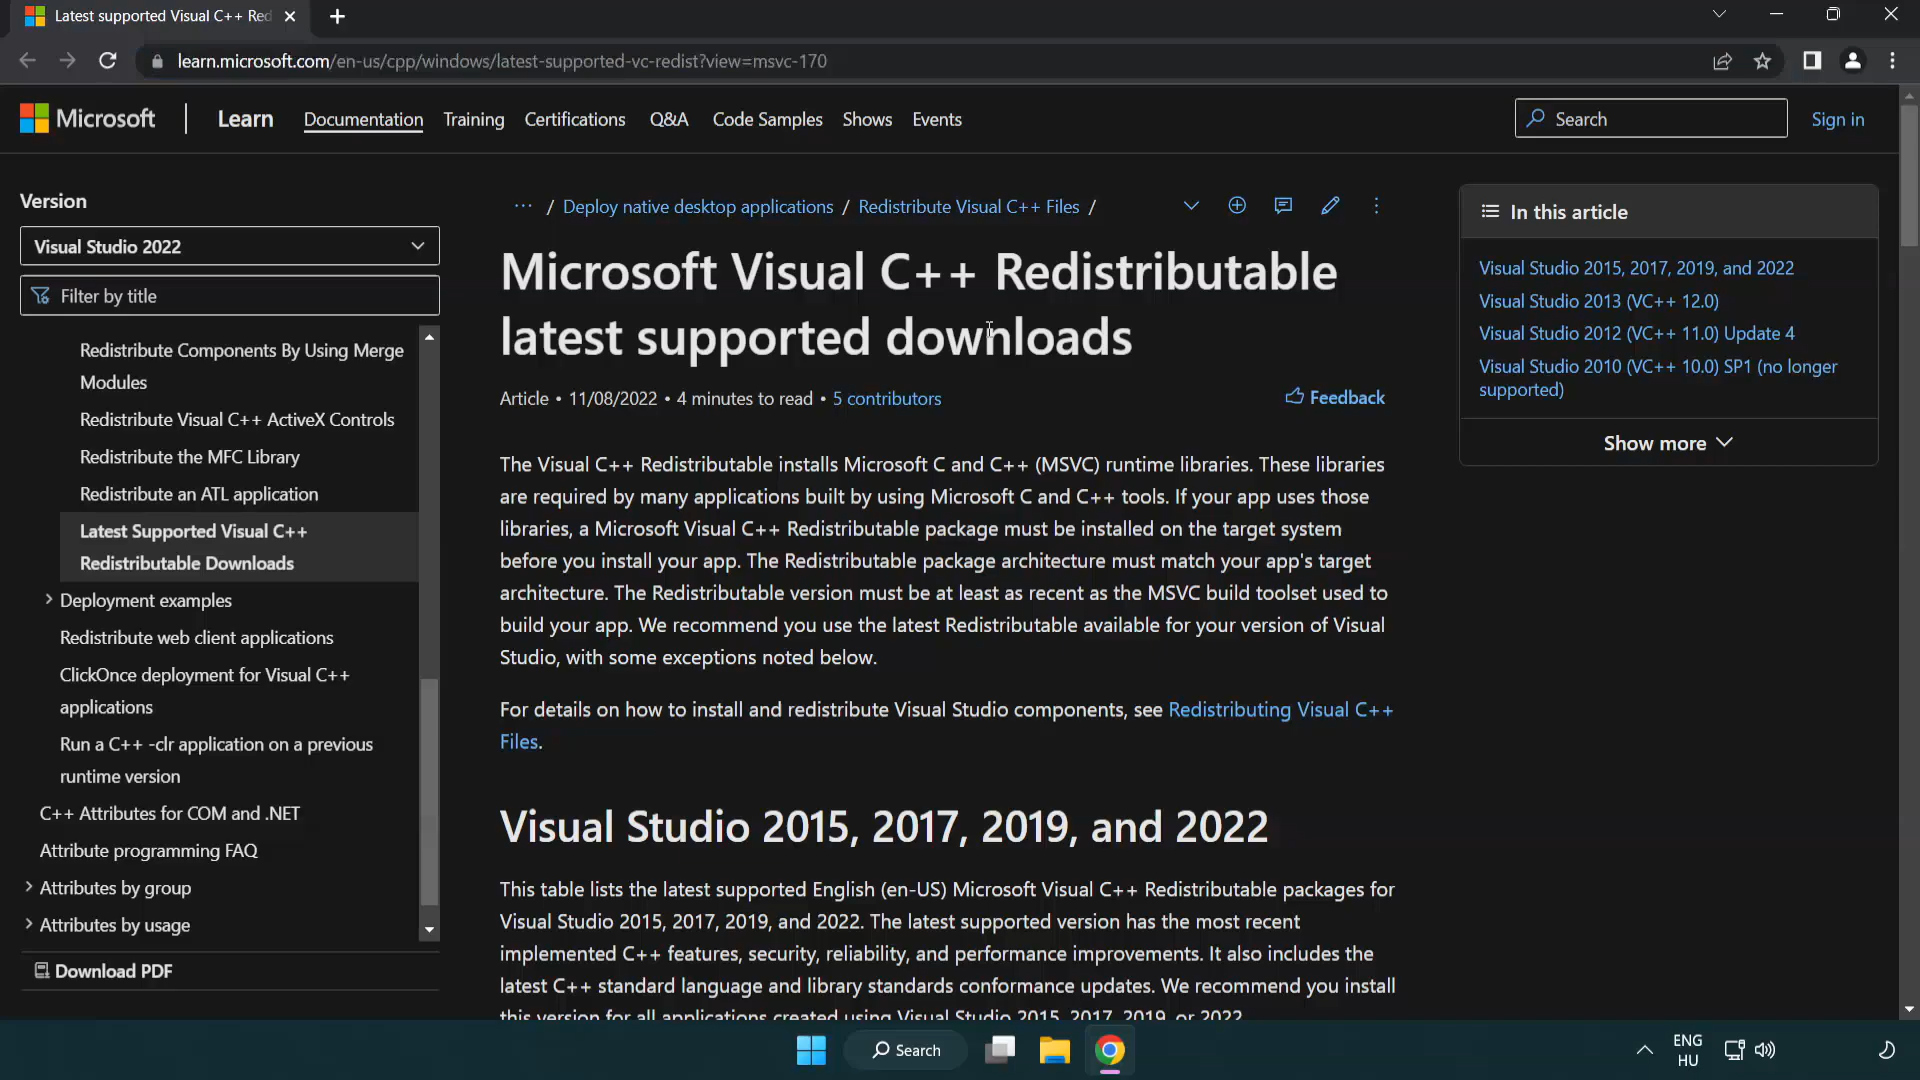 Latest supported Visual C++ Red
learn.microsoft.com/en-us/cpp/windows/latest-supported-vc-redist?view=msvc-170
Microsoft
Learn
Documentation
Training
Certifications
Q&A
Code Samples
Shows
Events
Search
Sign in
Version
Visual Studio 2022
Filter by title
Redistribute Components By Using Merge
Modules
Redistribute Visual C++ ActiveX Controls
Redistribute the MFC Library
Redistribute an ATL application
Latest Supported Visual C++
Redistributable Downloads
Deployment examples
Redistribute web client applications
ClickOnce deployment for Visual C++
applications
Run a C++ -clr application on a previous
runtime version
C++ Attributes for COM and .NET
Attribute programming FAQ
Attributes by group
Attributes by usage
Download PDF
... / Deploy native desktop applications / Redistribute Visual C++ Files /
Microsoft Visual C++ Redistributable
latest supported downloads
Article • 11/08/2022 • 4 minutes to read • 5 contributors
Feedback
The Visual C++ Redistributable installs Microsoft C and C++ (MSVC) runtime libraries. These libraries
are required by many applications built by using Microsoft C and C++ tools. If your app uses those
libraries, a Microsoft Visual C++ Redistributable package must be installed on the target system
before you install your app. The Redistributable package architecture must match your app's target
architecture. The Redistributable version must be at least as recent as the MSVC build toolset used to
build your app. We recommend you use the latest Redistributable available for your version of Visual
Studio, with some exceptions noted below.
For details on how to install and redistribute Visual Studio components, see Redistributing Visual C++
Files.
Visual Studio 2015, 2017, 2019, and 2022
This table lists the latest supported English (en-US) Microsoft Visual C++ Redistributable packages for
Visual Studio 2015, 2017, 2019, and 2022. The latest supported version has the most recent
implemented C++ features, security, reliability, and performance improvements. It also includes the
latest C++ standard language and library standards conformance updates. We recommend you install
this version for all applications created using Visual Studio 2015, 2017, 2019, or 2022.
In this article
Visual Studio 2015, 2017, 2019, and 2022
Visual Studio 2013 (VC++ 12.0)
Visual Studio 2012 (VC++ 11.0) Update 4
Visual Studio 2010 (VC++ 10.0) SP1 (no longer
supported)
Show more
Search
ENG
HU